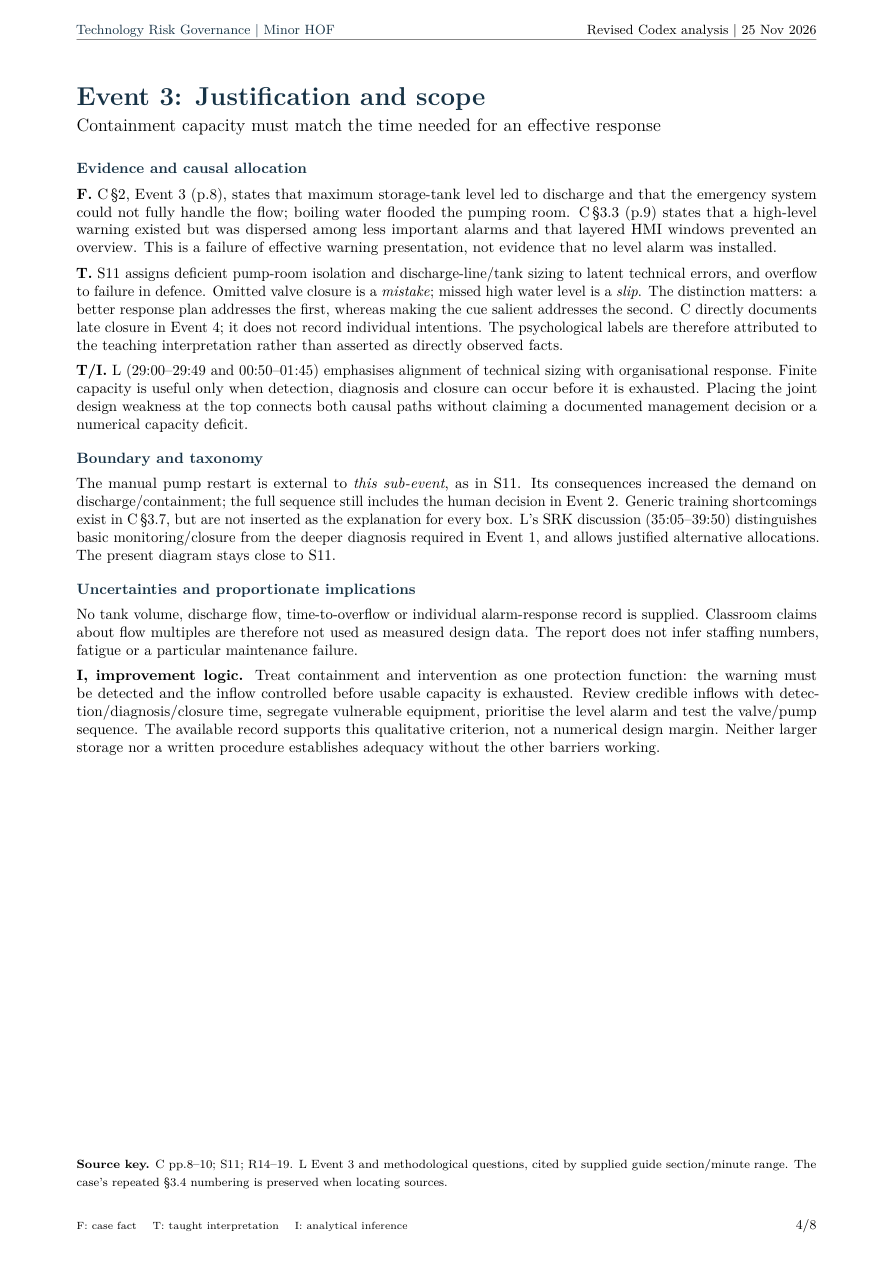 Technology Risk Governance | Minor HOF
Revised Codex analysis | 25 Nov 2026
Event 3: Justification and scope
Containment capacity must match the time needed for an effective response
Evidence and causal allocation
F. C §2, Event 3 (p.8), states that maximum storage-tank level led to discharge and that the emergency system
could not fully handle the flow; boiling water flooded the pumping room. C §3.3 (p.9) states that a high-level
warning existed but was dispersed among less important alarms and that layered HMI windows prevented an
overview. This is a failure of effective warning presentation, not evidence that no level alarm was installed.
T. S11 assigns deficient pump-room isolation and discharge-line/tank sizing to latent technical errors, and overflow
to failure in defence. Omitted valve closure is a mistake; missed high water level is a slip. The distinction matters: a
better response plan addresses the first, whereas making the cue salient addresses the second. C directly documents
late closure in Event 4; it does not record individual intentions. The psychological labels are therefore attributed to
the teaching interpretation rather than asserted as directly observed facts.
T/I. L (29:00–29:49 and 00:50–01:45) emphasises alignment of technical sizing with organisational response. Finite
capacity is useful only when detection, diagnosis and closure can occur before it is exhausted. Placing the joint
design weakness at the top connects both causal paths without claiming a documented management decision or a
numerical capacity deficit.
Boundary and taxonomy
The manual pump restart is external to this sub-event, as in S11. Its consequences increased the demand on
discharge/containment; the full sequence still includes the human decision in Event 2. Generic training shortcomings
exist in C §3.7, but are not inserted as the explanation for every box. L's SRK discussion (35:05–39:50) distinguishes
basic monitoring/closure from the deeper diagnosis required in Event 1, and allows justified alternative allocations.
The present diagram stays close to S11.
Uncertainties and proportionate implications
No tank volume, discharge flow, time-to-overflow or individual alarm-response record is supplied. Classroom claims
about flow multiples are therefore not used as measured design data. The report does not infer staffing numbers,
fatigue or a particular maintenance failure.
I, improvement logic. Treat containment and intervention as one protection function: the warning must
be detected and the inflow controlled before usable capacity is exhausted. Review credible inflows with detec-
tion/diagnosis/closure time, segregate vulnerable equipment, prioritise the level alarm and test the valve/pump
sequence. The available record supports this qualitative criterion, not a numerical design margin. Neither larger
storage nor a written procedure establishes adequacy without the other barriers working.
Source key. C pp.8–10; S11; R14–19. L Event 3 and methodological questions, cited by supplied guide section/minute range. The
case's repeated §3.4 numbering is preserved when locating sources.
F: case fact T: taught interpretation I: analytical inference
4/8